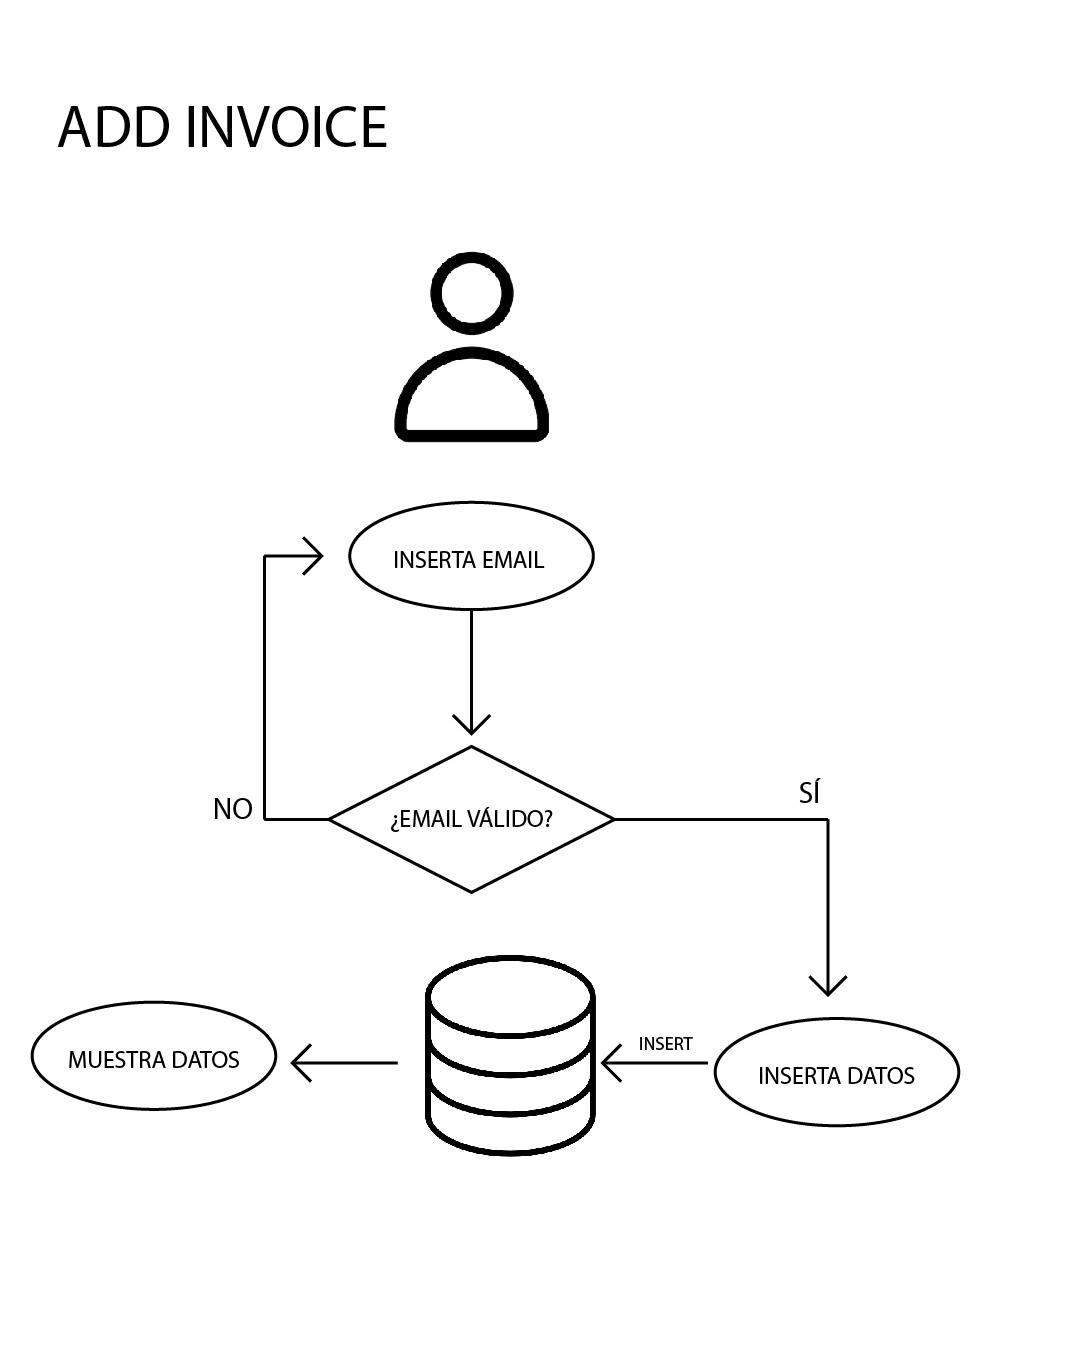 ADD INVOICE
INSERTA EMAIL
¿EMAIL VÁLIDO?
NO
SÍ
INSERTA DATOS
INSERT
MUESTRA DATOS